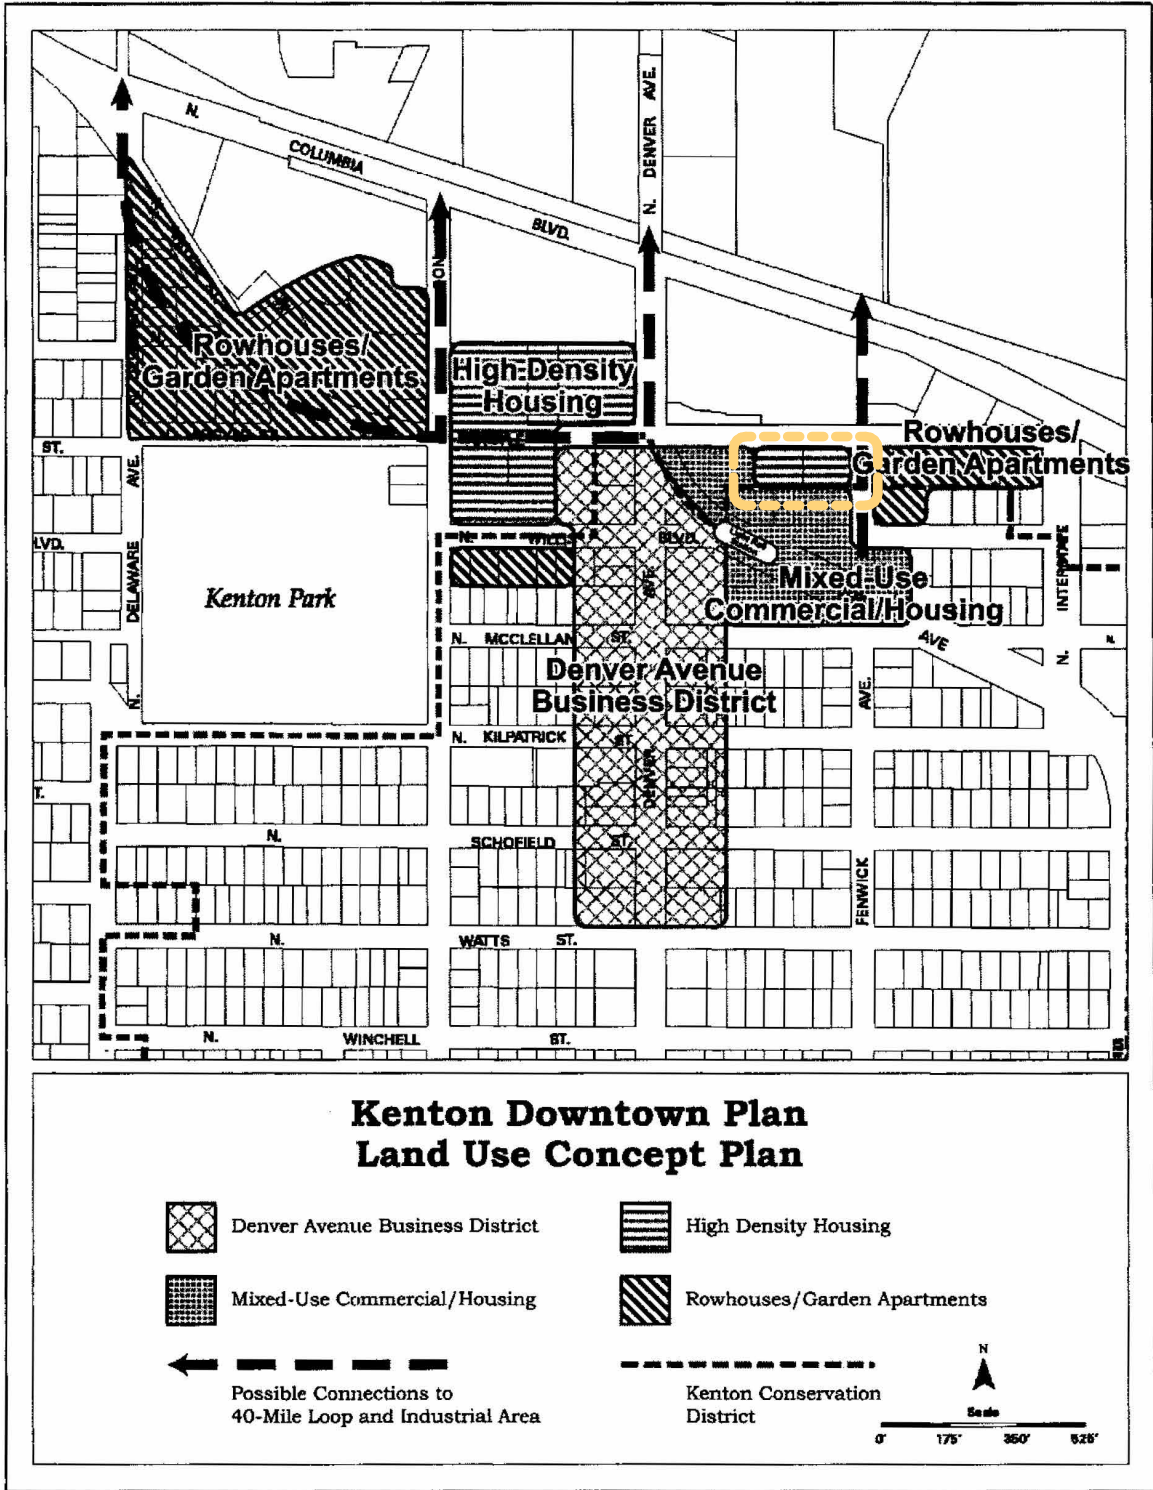 N. DENVER AVE.
N.
COLUMBIA
BLVD.
Rowhouses/
Garden Apartments
High-Density
Housing
Rowhouses/
Garden Apartments
ST.
AVE.
DELAWARE
N.
Kenton Park
N.
WILLIS
BLVD.
AVE.
Mixed-Use
Commercial/Housing
INTERSTATE
N.
AVE
N.
N.
MCCLELLAN
ST.
Denver Avenue
Business District
AVE.
N.
KILPATRICK
ST.
DENVER
N.
SCHOFIELD
ST.
FENWICK
N.
WATTS
ST.
N.
WINCHELL
ST.
Kenton Downtown Plan
Land Use Concept Plan
Denver Avenue Business District
High Density Housing
Mixed-Use Commercial/Housing
Rowhouses/Garden Apartments
Possible Connections to
40-Mile Loop and Industrial Area
Kenton Conservation
District
N
Scale
0' 175' 350' 525'